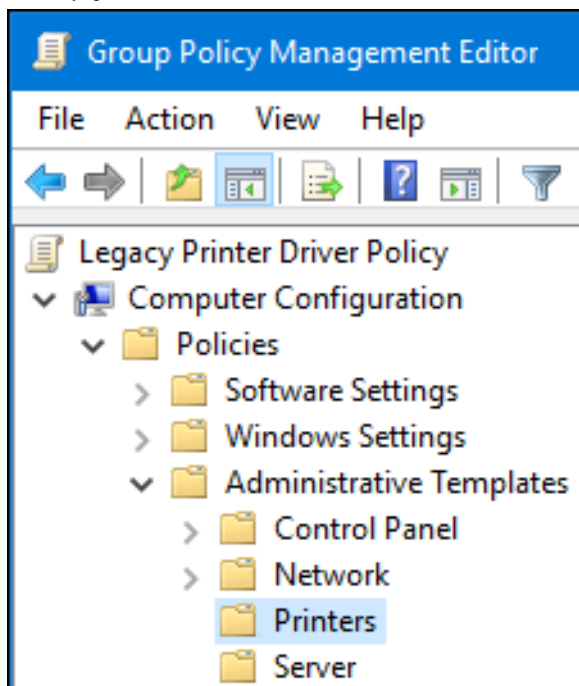 Group Policy Management Editor
File Action View Help
?
Legacy Printer Driver Policy
Computer Configuration
Policies
Software Settings
Windows Settings
Administrative Templates
Control Panel
Network
Printers
Server